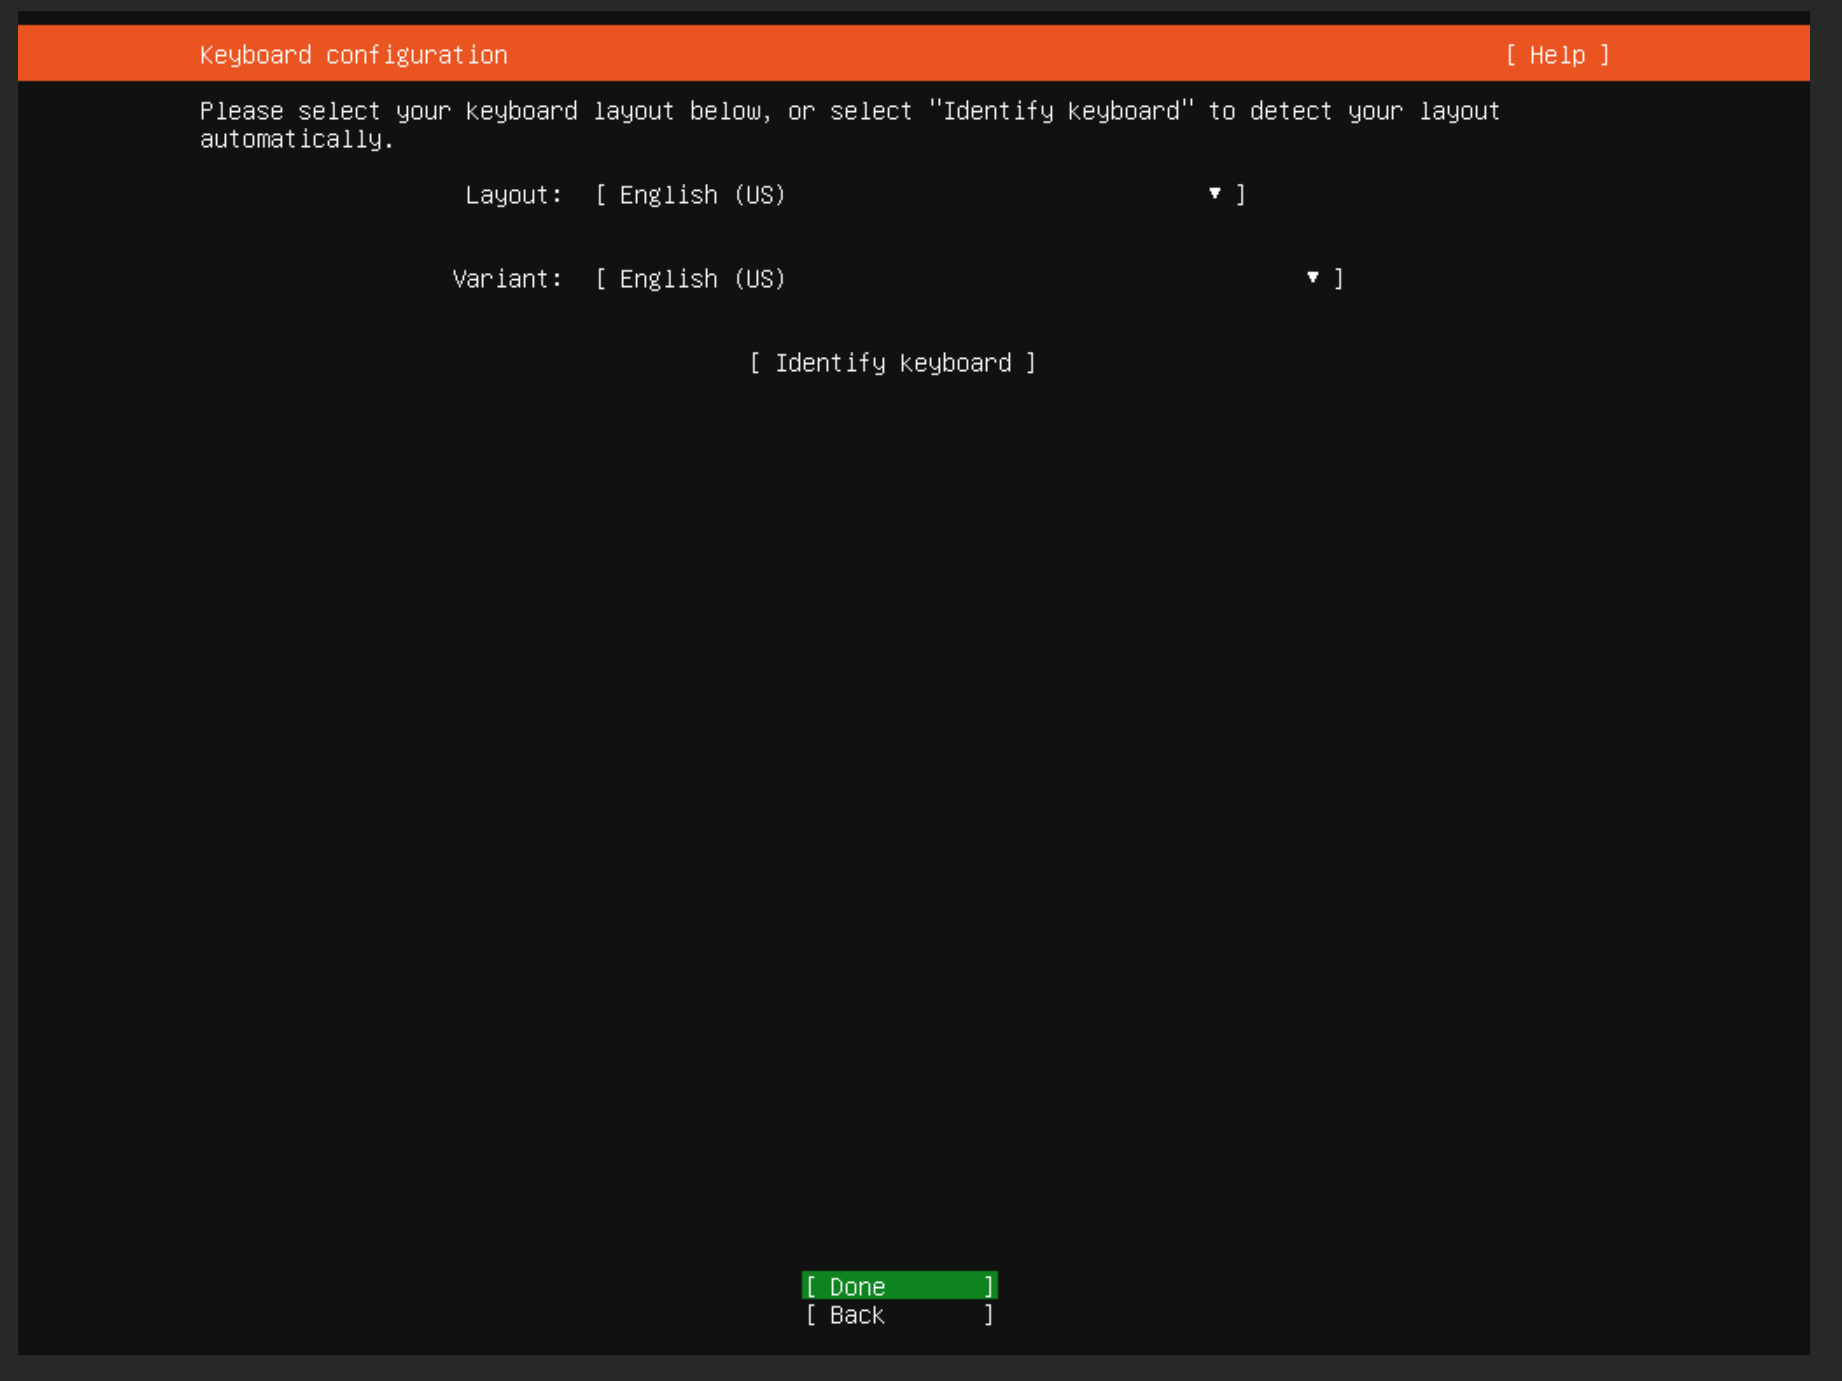 Keyboard configuration [ Help ]
Please select your keyboard layout below, or select "Identify keyboard" to detect your layout
automatically.
Layout: [ English (US) ▼ ]
Variant: [ English (US) ▼ ]
[ Identify keyboard ]
[ Done ]
[ Back ]